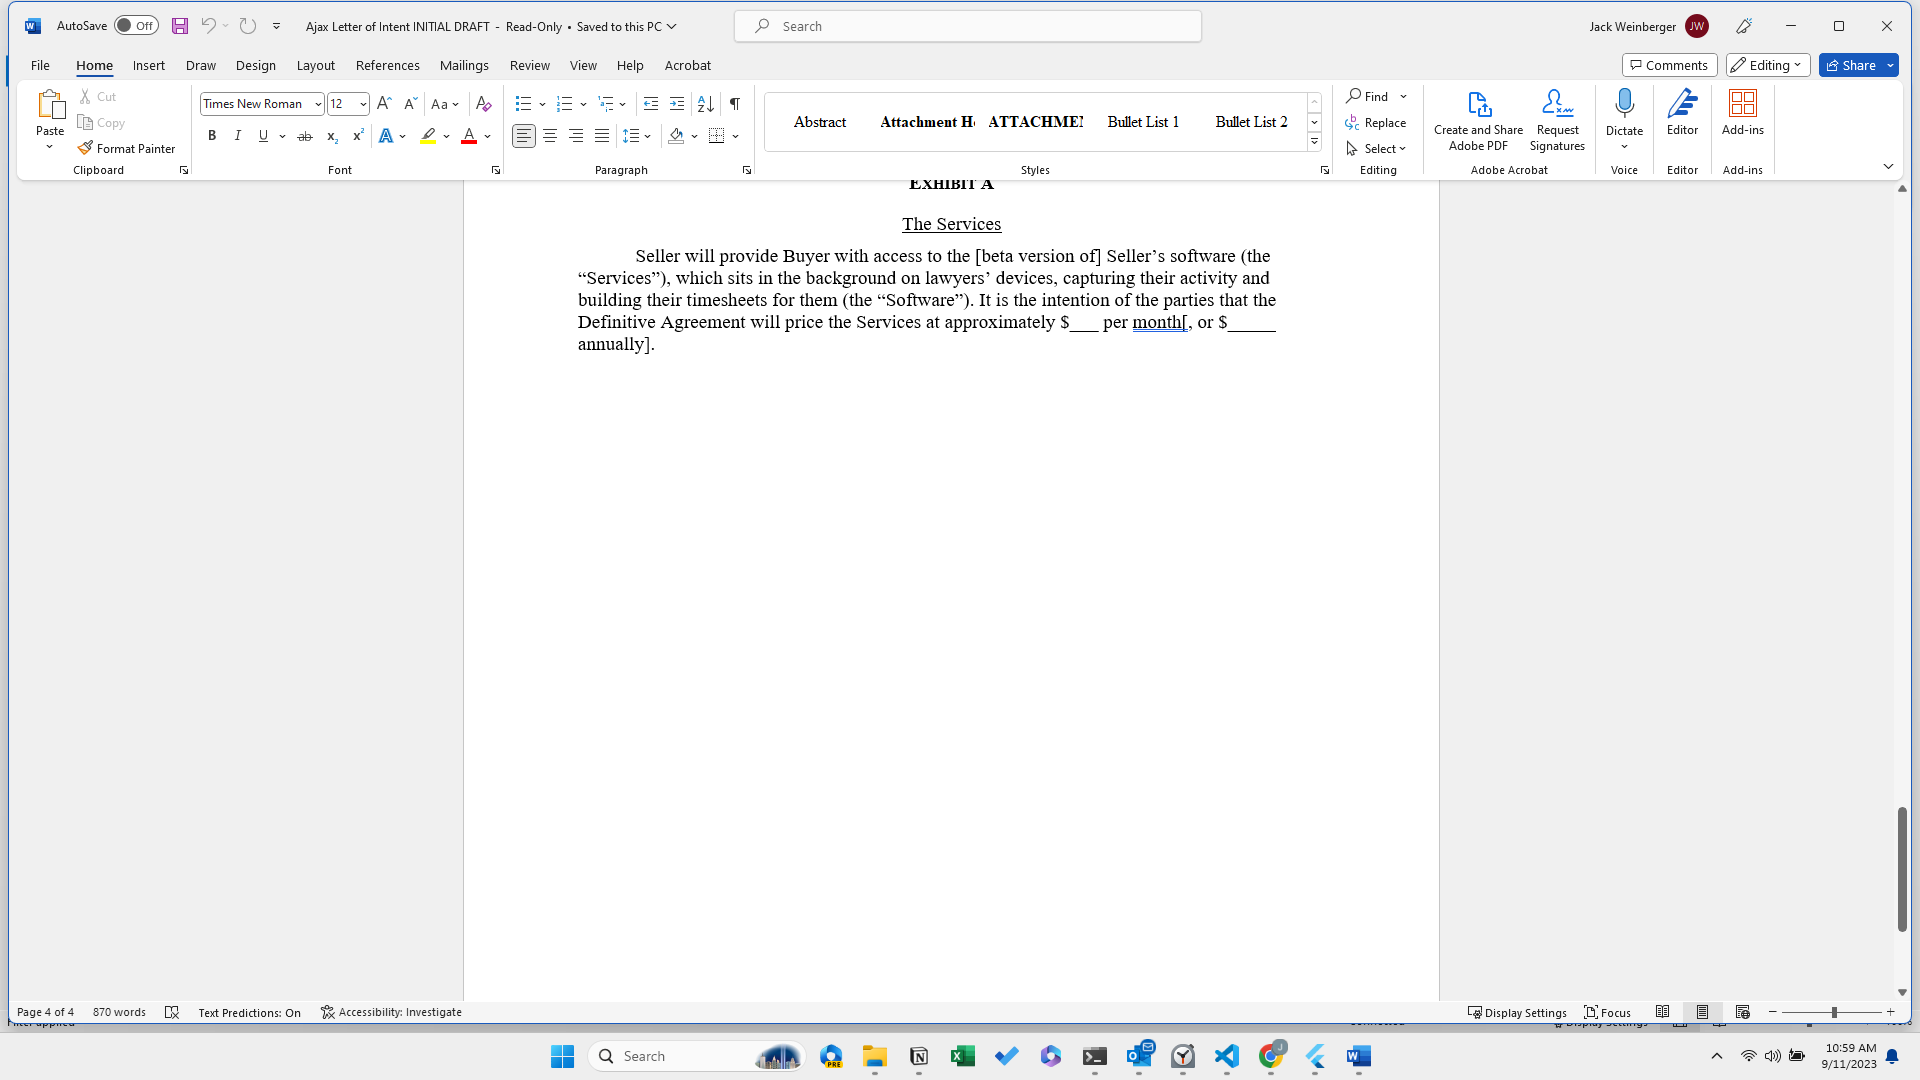 AutoSave Off Ajax Letter of Intent INITIAL DRAFT - Read-Only • Saved to this PC Search Jack Weinberger JW
File Home Insert Draw Design Layout References Mailings Review View Help Acrobat Comments Editing Share
Paste Cut Copy Format Painter Clipboard
Times New Roman 12 Aa B I U ab x₂ x² A A Font
Paragraph
Abstract Attachment He ATTACHMEN Bullet List 1 Bullet List 2 Styles
Find Replace Select Editing
Create and Share Adobe PDF Request Signatures Adobe Acrobat
Dictate Voice
Editor Editor
Add-ins Add-ins
EXHIBIT A
The Services
Seller will provide Buyer with access to the [beta version of] Seller’s software (the
“Services”), which sits in the background on lawyers’ devices, capturing their activity and
building their timesheets for them (the “Software”). It is the intention of the parties that the
Definitive Agreement will price the Services at approximately $___ per month[, or $_____
annually].
Page 4 of 4 870 words Text Predictions: On Accessibility: Investigate Display Settings Focus
Search PRE 10:59 AM
9/11/2023